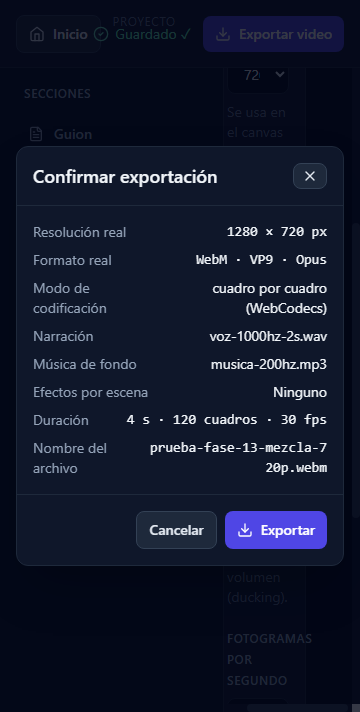 PROYECTO
Inicio
Guardado ✓
Exportar video
SECCIONES
Guion
720
Se usa en
el canvas
Confirmar exportación
Resolución real
1280 × 720 px
Formato real
WebM · VP9 · Opus
Modo de
codificación
cuadro por cuadro
(WebCodecs)
Narración
voz-1000hz-2s.wav
Música de fondo
musica-200hz.mp3
Efectos por escena
Ninguno
Duración
4 s · 120 cuadros · 30 fps
Nombre del
archivo
prueba-fase-13-mezcla-7
20p.webm
Cancelar
Exportar
volumen
(ducking).
FOTOGRAMAS
POR
SEGUNDO